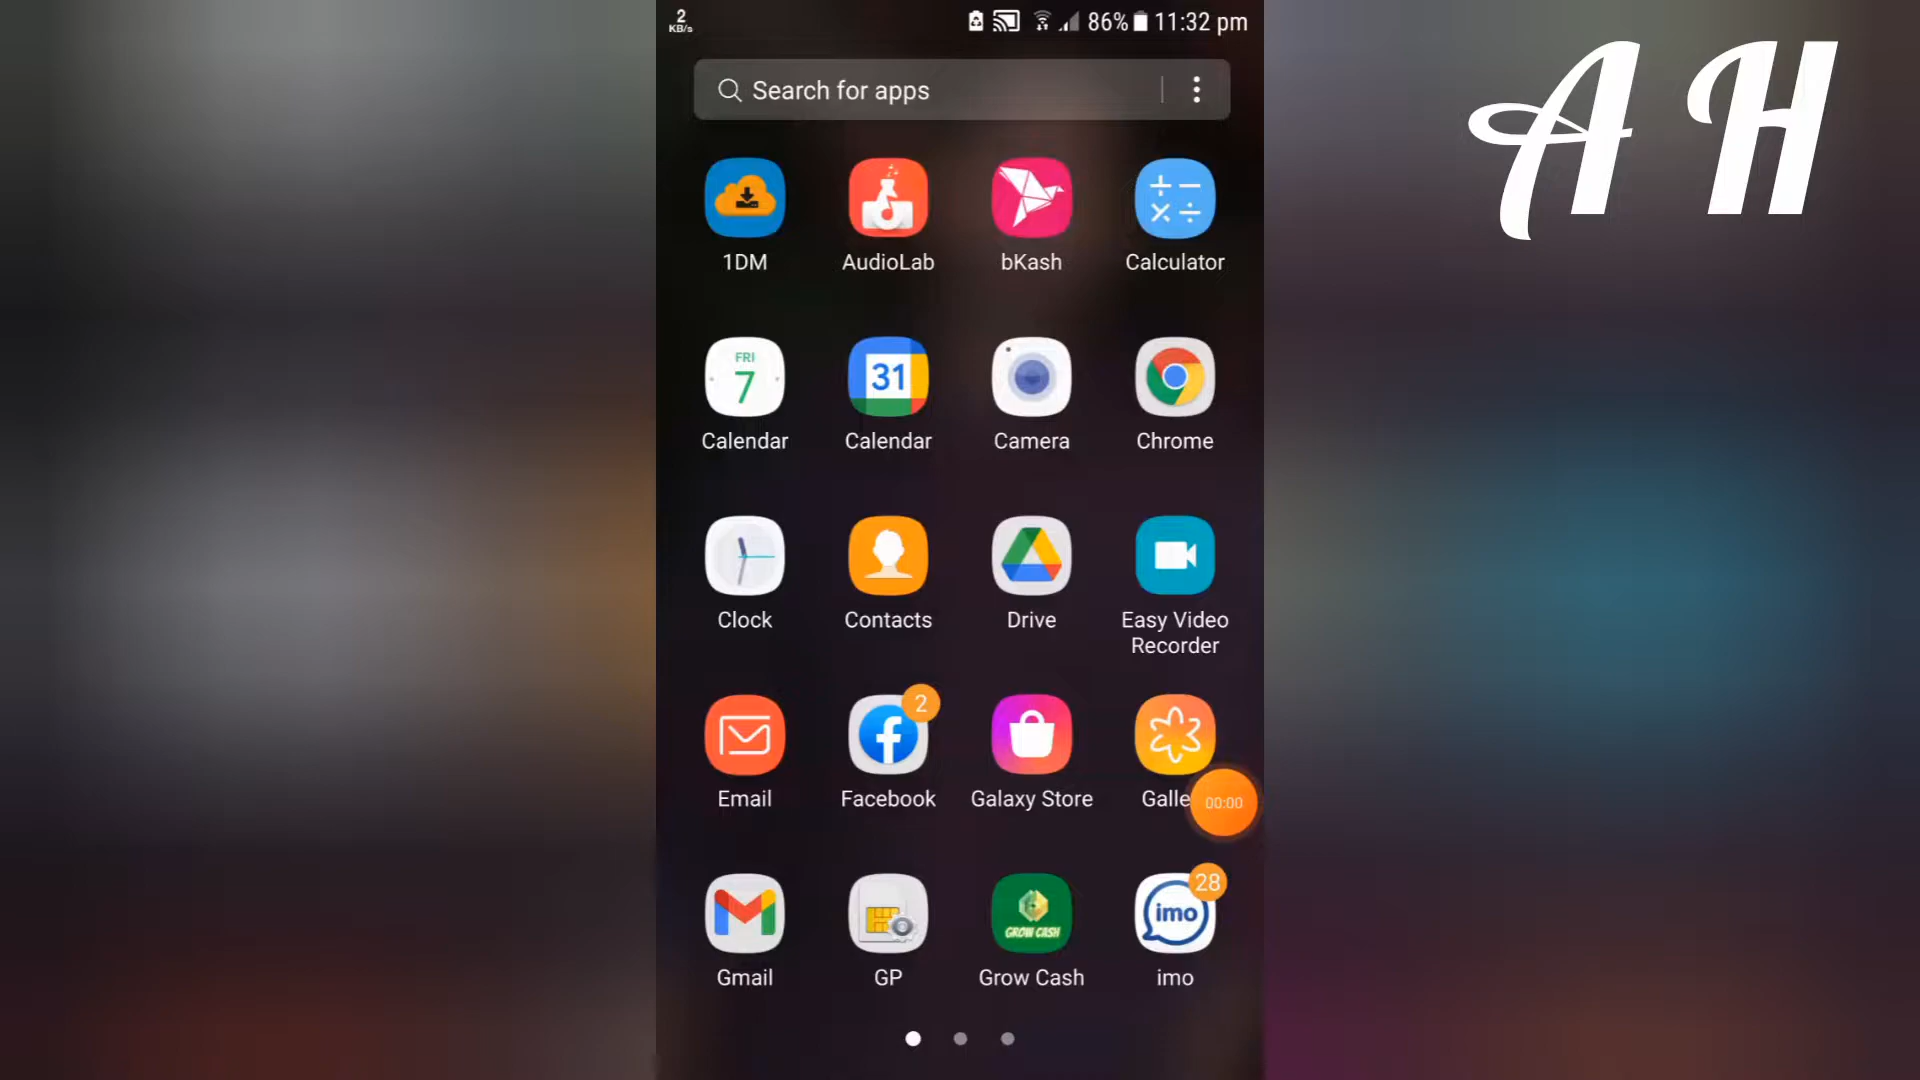 2
KB/s
86% 11:32 pm
A H
Search for apps
1DM AudioLab bKash Calculator
FRI
7
31
Calendar Calendar Camera Chrome
Clock Contacts Drive Easy Video
Recorder
2
Email Facebook Galaxy Store Galle
00:00
28
GROW CASH
imo
Gmail GP Grow Cash imo